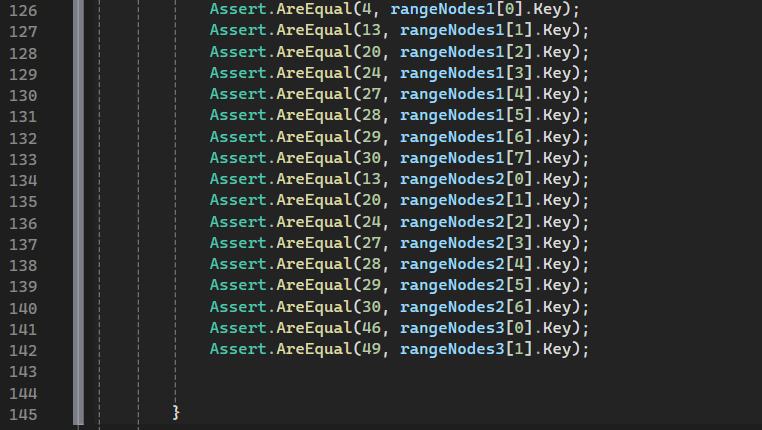 126 Assert.AreEqual(4, rangeNodes1[0].Key);
127 Assert.AreEqual(13, rangeNodes1[1].Key);
128 Assert.AreEqual(20, rangeNodes1[2].Key);
129 Assert.AreEqual(24, rangeNodes1[3].Key);
130 Assert.AreEqual(27, rangeNodes1[4].Key);
131 Assert.AreEqual(28, rangeNodes1[5].Key);
132 Assert.AreEqual(29, rangeNodes1[6].Key);
133 Assert.AreEqual(30, rangeNodes1[7].Key);
134 Assert.AreEqual(13, rangeNodes2[0].Key);
135 Assert.AreEqual(20, rangeNodes2[1].Key);
136 Assert.AreEqual(24, rangeNodes2[2].Key);
137 Assert.AreEqual(27, rangeNodes2[3].Key);
138 Assert.AreEqual(28, rangeNodes2[4].Key);
139 Assert.AreEqual(29, rangeNodes2[5].Key);
140 Assert.AreEqual(30, rangeNodes2[6].Key);
141 Assert.AreEqual(46, rangeNodes3[0].Key);
142 Assert.AreEqual(49, rangeNodes3[1].Key);
143
144
145 }